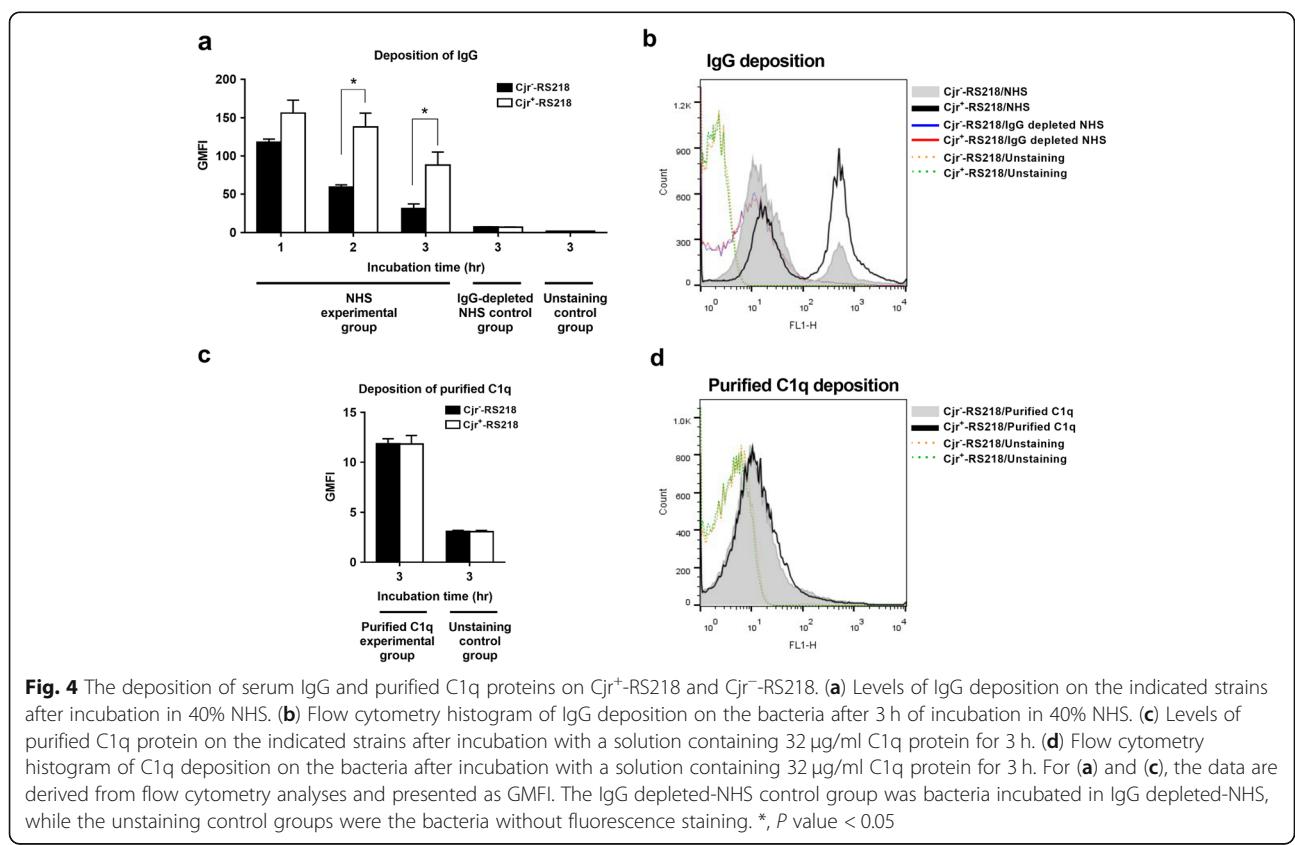 a
Deposition of IgG
200
150
100
50
0
GMFI
Cjr⁻-RS218
Cjr⁺-RS218
*
*
1 2 3 3 3
Incubation time (hr)
NHS experimental group
IgG-depleted NHS control group
Unstaining control group
b
IgG deposition
1.2K
900
600
300
0
Count
10⁰ 10¹ 10² 10³ 10⁴
FL1-H
Cjr⁻-RS218/NHS
Cjr⁺-RS218/NHS
Cjr⁻-RS218/IgG depleted NHS
Cjr⁺-RS218/IgG depleted NHS
Cjr⁻-RS218/Unstaining
Cjr⁺-RS218/Unstaining
c
Deposition of purified C1q
15
10
5
0
GMFI
Cjr⁻-RS218
Cjr⁺-RS218
3 3
Incubation time (hr)
Purified C1q experimental group
Unstaining control group
d
Purified C1q deposition
1.0K
800
600
400
200
0
Count
10⁰ 10¹ 10² 10³ 10⁴
FL1-H
Cjr⁻-RS218/Purified C1q
Cjr⁺-RS218/Purified C1q
Cjr⁻-RS218/Unstaining
Cjr⁺-RS218/Unstaining
Fig. 4 The deposition of serum IgG and purified C1q proteins on Cjr⁺-RS218 and Cjr⁻-RS218. (a) Levels of IgG deposition on the indicated strains
after incubation in 40% NHS. (b) Flow cytometry histogram of IgG deposition on the bacteria after 3 h of incubation in 40% NHS. (c) Levels of
purified C1q protein on the indicated strains after incubation with a solution containing 32 μg/ml C1q protein for 3 h. (d) Flow cytometry
histogram of C1q deposition on the bacteria after incubation with a solution containing 32 μg/ml C1q protein for 3 h. For (a) and (c), the data are
derived from flow cytometry analyses and presented as GMFI. The IgG depleted-NHS control group was bacteria incubated in IgG depleted-NHS,
while the unstaining control groups were the bacteria without fluorescence staining. *, P value < 0.05